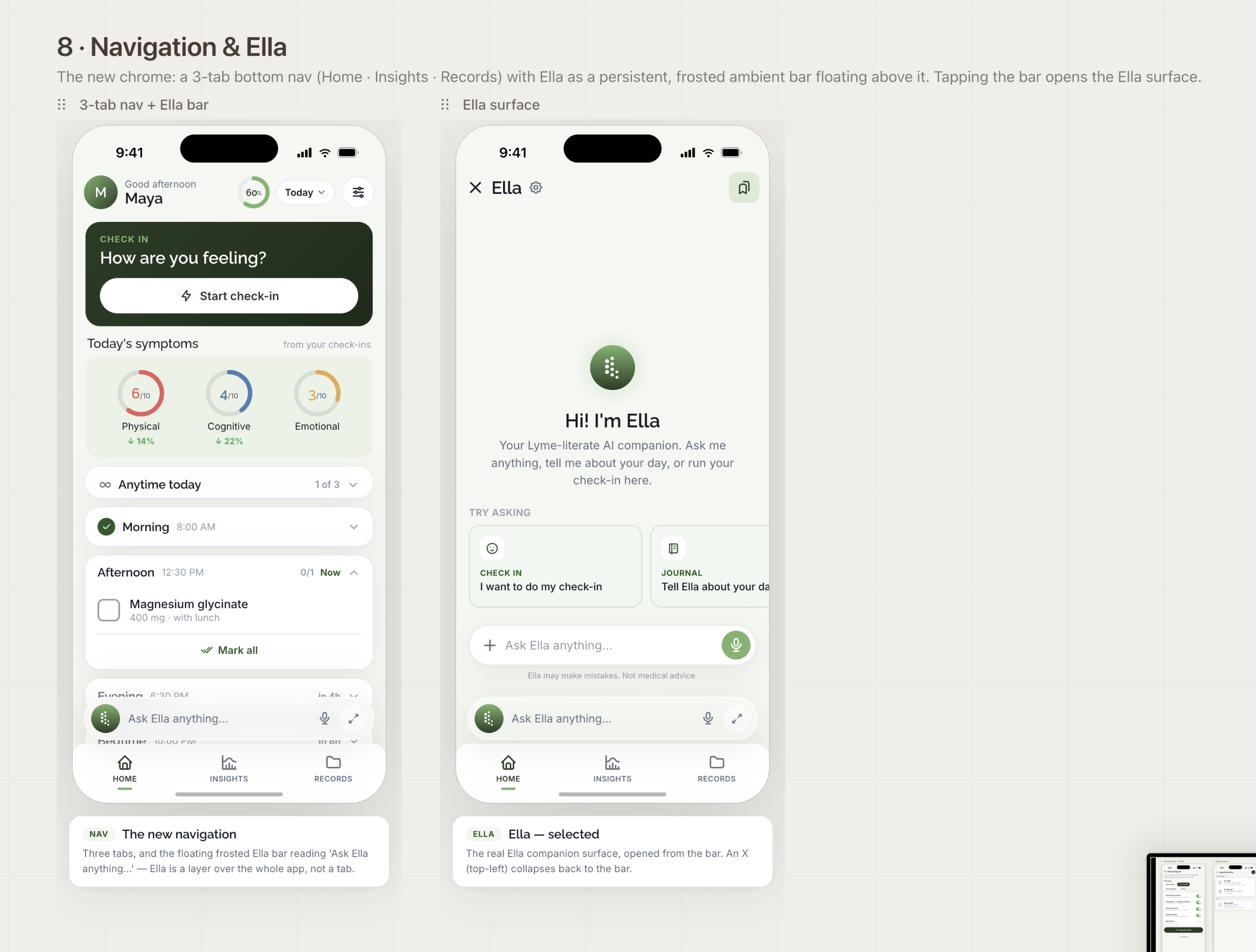 8 · Navigation & Ella
The new chrome: a 3-tab bottom nav (Home · Insights · Records) with Ella as a persistent, frosted ambient bar floating above it. Tapping the bar opens the Ella surface.
3-tab nav + Ella bar
9:41
M
Good afternoon
Maya
60%
Today
CHECK IN
How are you feeling?
Start check-in
Today's symptoms
from your check-ins
6/10
4/10
3/10
Physical
Cognitive
Emotional
↓ 14%
↓ 22%
Anytime today
1 of 3
Morning 8:00 AM
Afternoon 12:30 PM
0/1 Now
Magnesium glycinate
400 mg · with lunch
Mark all
Evening 6:30 PM
in 4h
Ask Ella anything...
Bedtime 10:00 PM
in 8h
HOME
INSIGHTS
RECORDS
NAV The new navigation
Three tabs, and the floating frosted Ella bar reading 'Ask Ella
anything...' — Ella is a layer over the whole app, not a tab.
Ella surface
9:41
Ella
Hi! I'm Ella
Your Lyme-literate AI companion. Ask me
anything, tell me about your day, or run your
check-in here.
TRY ASKING
CHECK IN
I want to do my check-in
JOURNAL
Tell Ella about your da
Ask Ella anything...
Ella may make mistakes. Not medical advice.
Ask Ella anything...
HOME
INSIGHTS
RECORDS
ELLA Ella — selected
The real Ella companion surface, opened from the bar. An X
(top-left) collapses back to the bar.